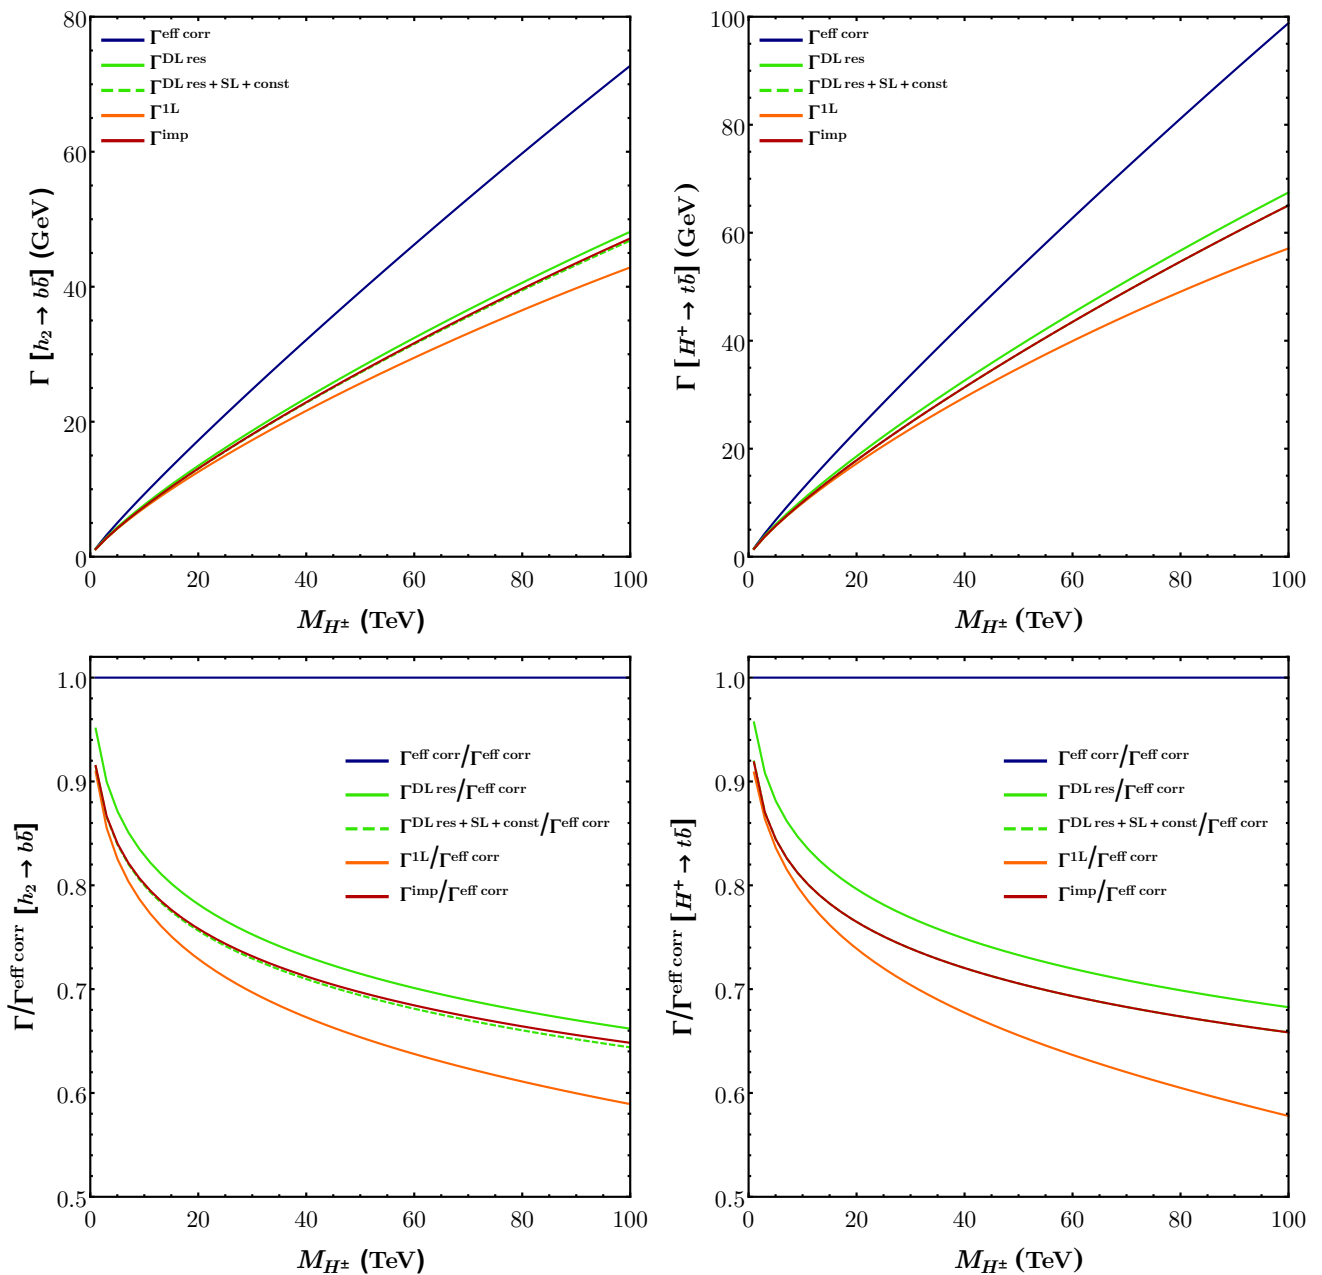 80
60
40
20
0
Γ [h₂ → bb̄] (GeV)
Γ^eff corr
Γ^DL res
Γ^DL res + SL + const
Γ^1L
Γ^imp
0 20 40 60 80 100
M_H± (TeV)
100
80
60
40
20
0
Γ [H⁺ → tb̄] (GeV)
Γ^eff corr
Γ^DL res
Γ^DL res + SL + const
Γ^1L
Γ^imp
0 20 40 60 80 100
M_H± (TeV)
1.0
0.9
0.8
0.7
0.6
0.5
Γ/Γ^eff corr [h₂ → bb̄]
Γ^eff corr/Γ^eff corr
Γ^DL res/Γ^eff corr
Γ^DL res + SL + const/Γ^eff corr
Γ^1L/Γ^eff corr
Γ^imp/Γ^eff corr
0 20 40 60 80 100
M_H± (TeV)
1.0
0.9
0.8
0.7
0.6
0.5
Γ/Γ^eff corr [H⁺ → tb̄]
Γ^eff corr/Γ^eff corr
Γ^DL res/Γ^eff corr
Γ^DL res + SL + const/Γ^eff corr
Γ^1L/Γ^eff corr
Γ^imp/Γ^eff corr
0 20 40 60 80 100
M_H± (TeV)